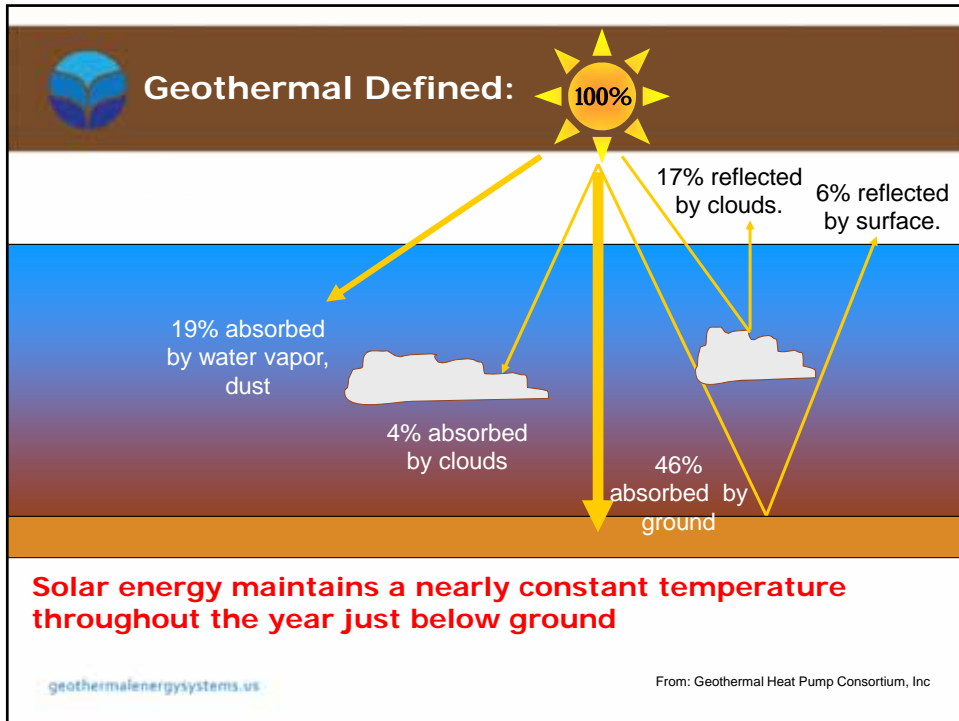 Geothermal Defined:
100%
17% reflected
by clouds.
6% reflected
by surface.
19% absorbed
by water vapor,
dust
4% absorbed
by clouds
46%
absorbed by
ground
Solar energy maintains a nearly constant temperature
throughout the year just below ground
geothermalenergysystems.us
From: Geothermal Heat Pump Consortium, Inc